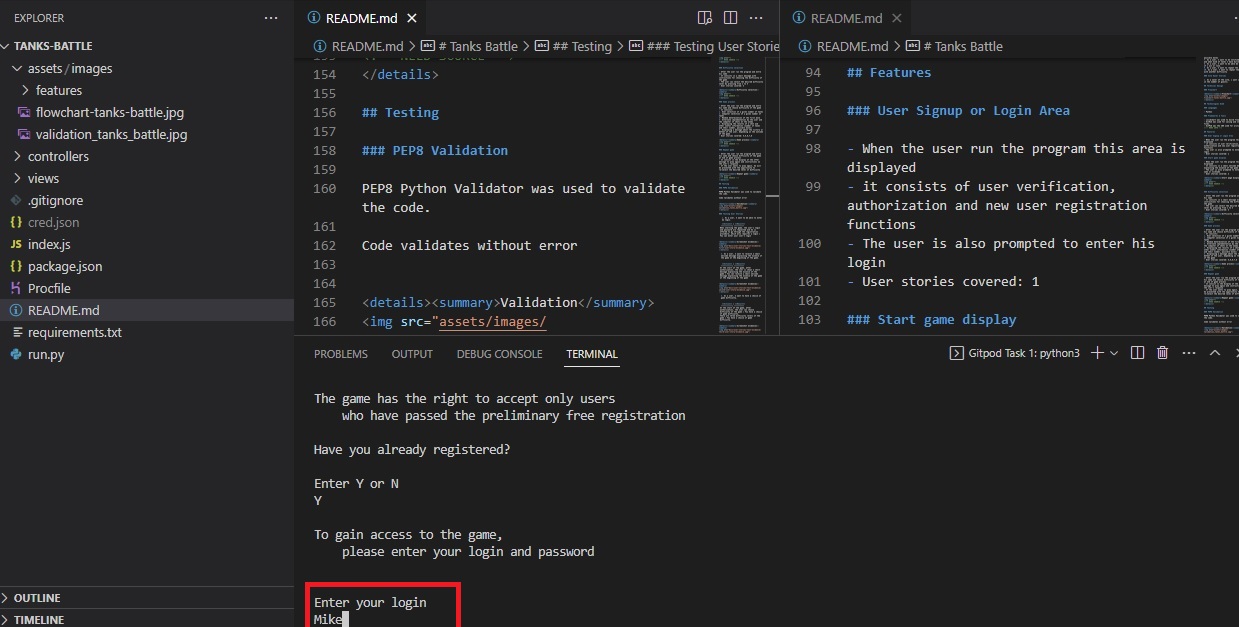 EXPLORER
TANKS-BATTLE
assets / images
features
flowchart-tanks-battle.jpg
validation_tanks_battle.jpg
controllers
views
.gitignore
cred.json
JS index.js
{} package.json
Procfile
README.md
requirements.txt
run.py
OUTLINE
TIMELINE
README.md
README.md > # Tanks Battle > ## Testing > ### Testing User Storie
154 </details>
155
156 ## Testing
157
158 ### PEP8 Validation
159
160 PEP8 Python Validator was used to validate
the code.
161
162 Code validates without error
163
164
165 <details><summary>Validation</summary>
166 <img src="assets/images/
README.md
README.md > # Tanks Battle
94 ## Features
95
96 ### User Signup or Login Area
97
98 - When the user run the program this area is
displayed
99 - it consists of user verification,
authorization and new user registration
functions
100 - The user is also prompted to enter his
login
101 - User stories covered: 1
102
103 ### Start game display
PROBLEMS OUTPUT DEBUG CONSOLE TERMINAL
Gitpod Task 1: python3
The game has the right to accept only users
who have passed the preliminary free registration
Have you already registered?
Enter Y or N
Y
To gain access to the game,
please enter your login and password
Enter your login
Mike